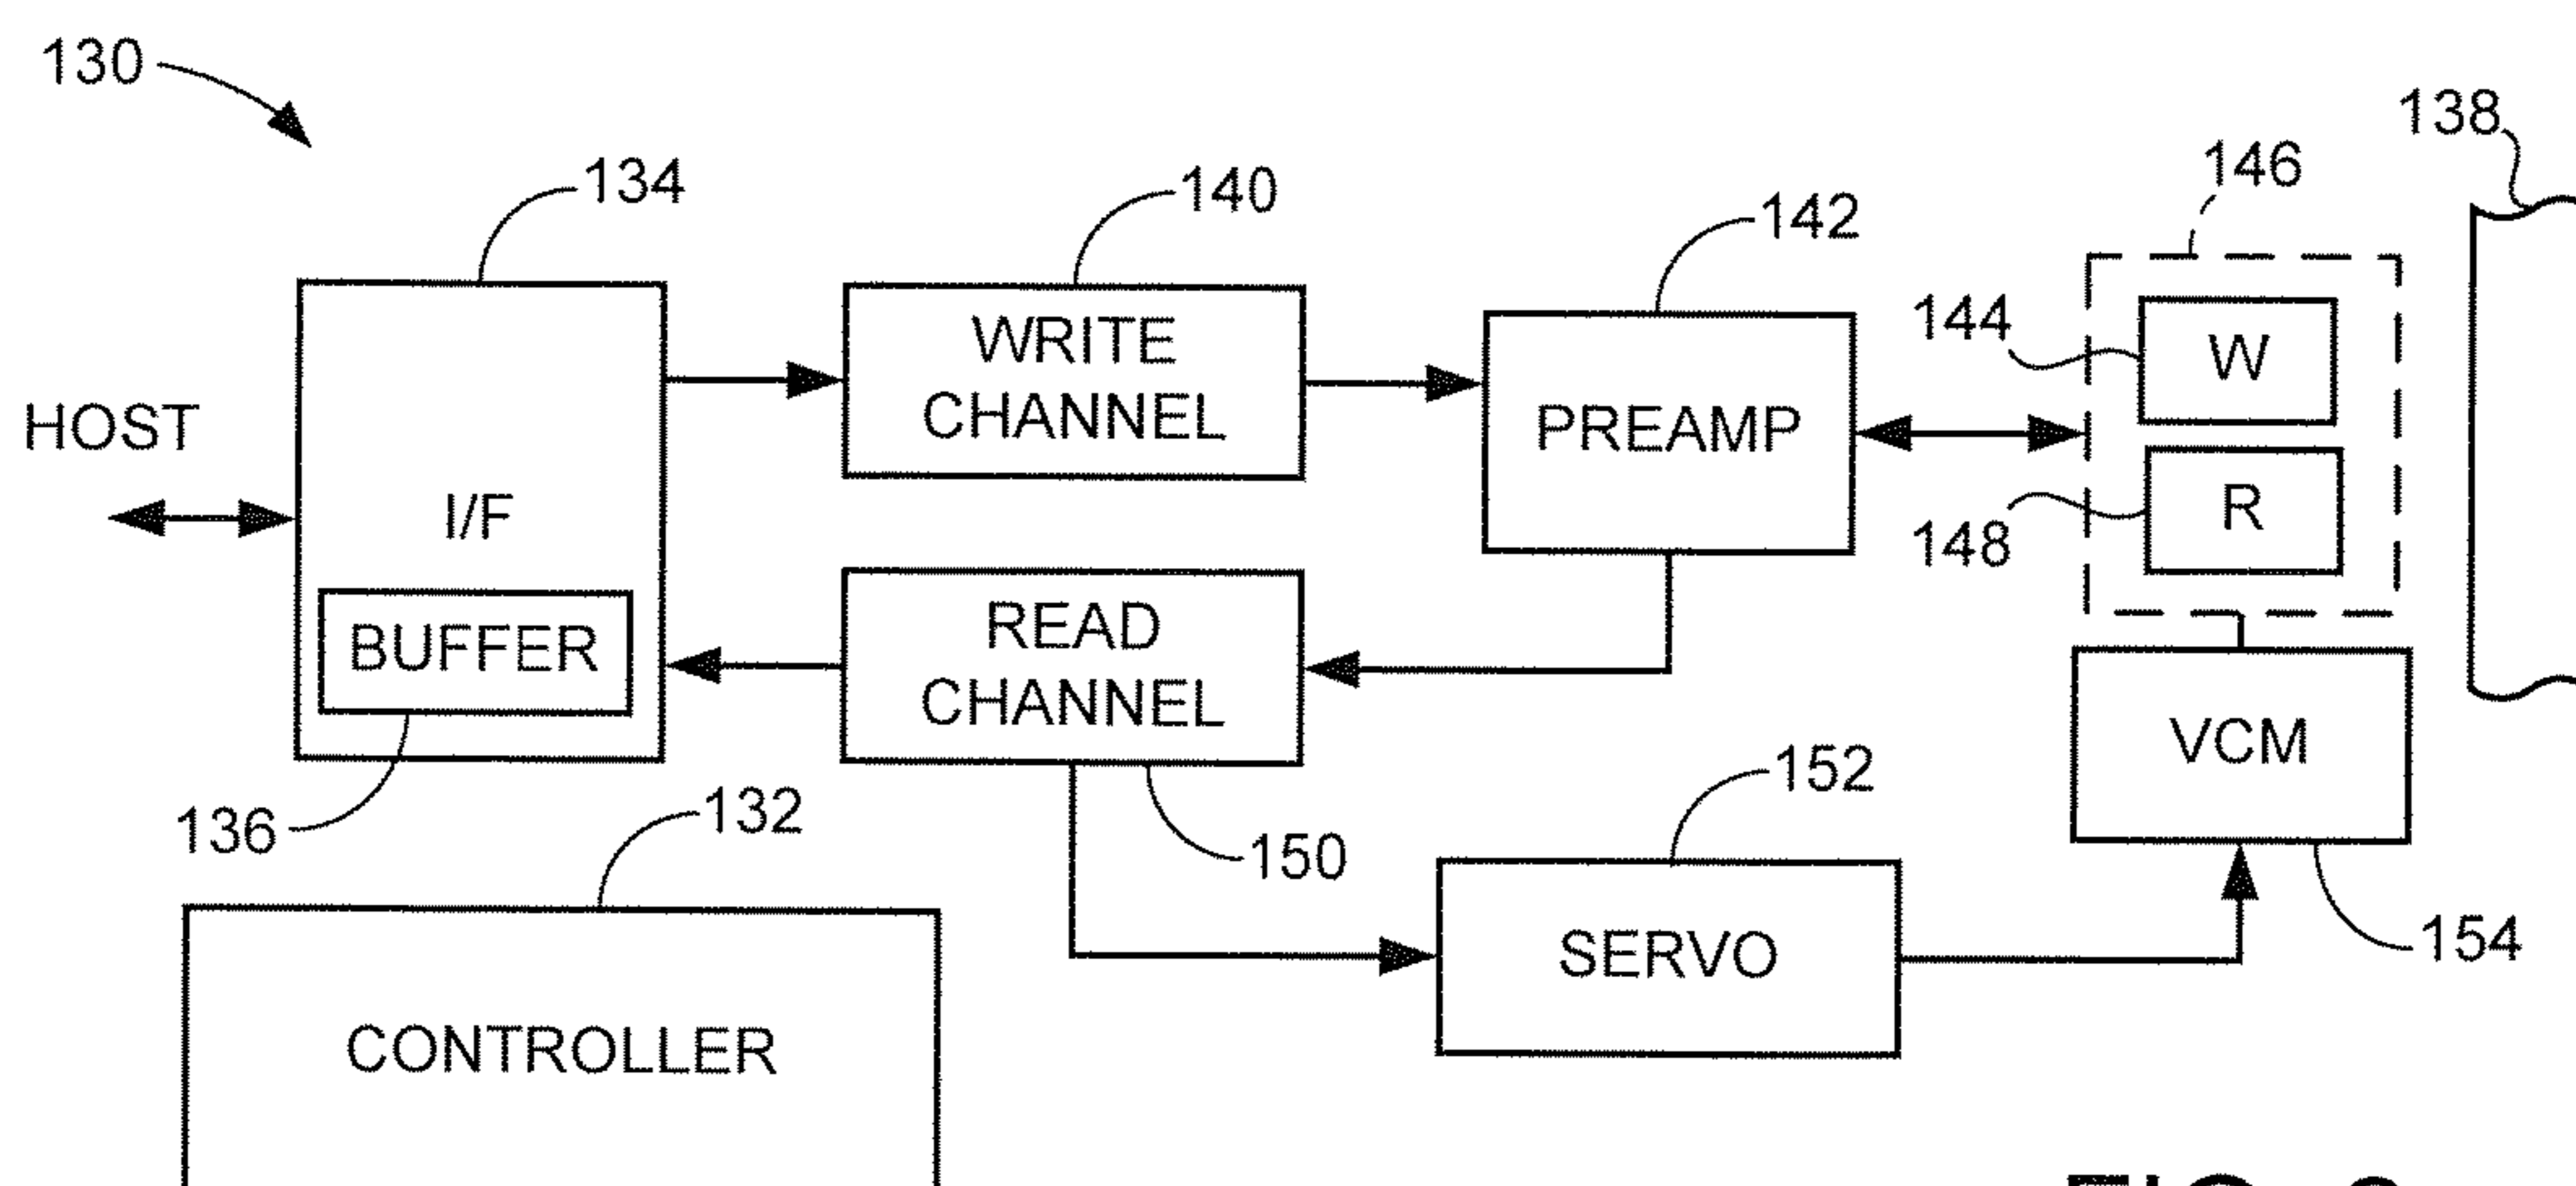 130
138
146
134
140
142
WRITE
CHANNEL
144
W
HOST
PREAMP
I/F
R
148
BUFFER
READ
CHANNEL
VCM
136
132
150
152
154
SERVO
CONTROLLER